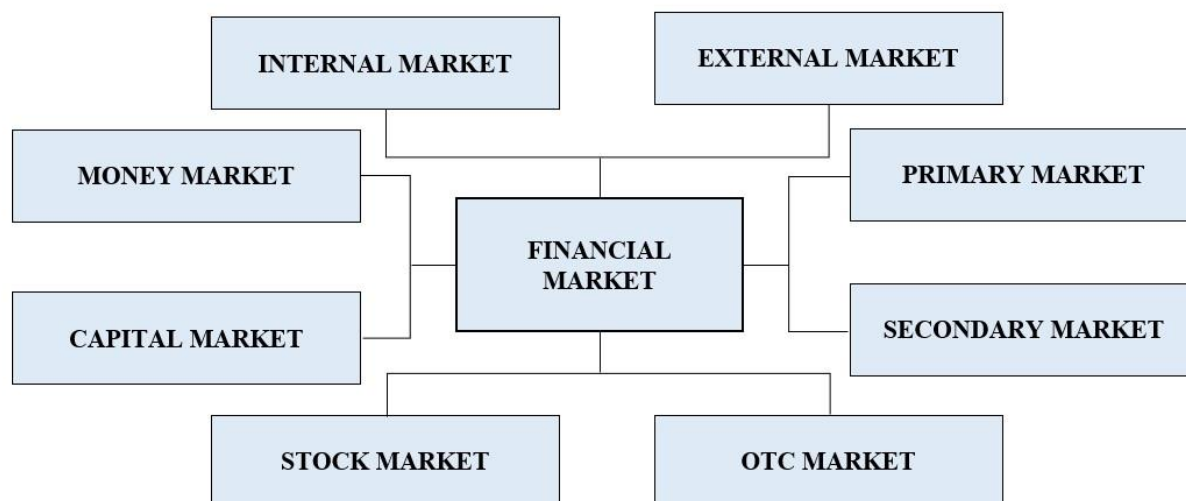 INTERNAL MARKET
EXTERNAL MARKET
MONEY MARKET
PRIMARY MARKET
FINANCIAL
MARKET
CAPITAL MARKET
SECONDARY MARKET
STOCK MARKET
OTC MARKET